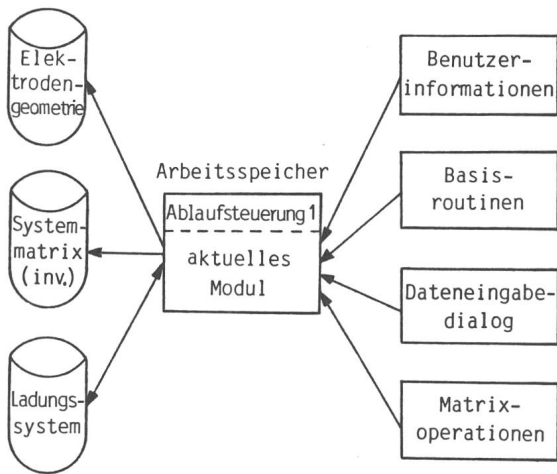 Elek-
troden-
geometrie
System-
matrix
(inv.)
Ladungs-
system
Arbeitsspeicher
Ablaufsteuerung 1
aktuelles
Modul
Benutzer-
informationen
Basis-
routinen
Dateneingabe-
dialog
Matrix-
operationen